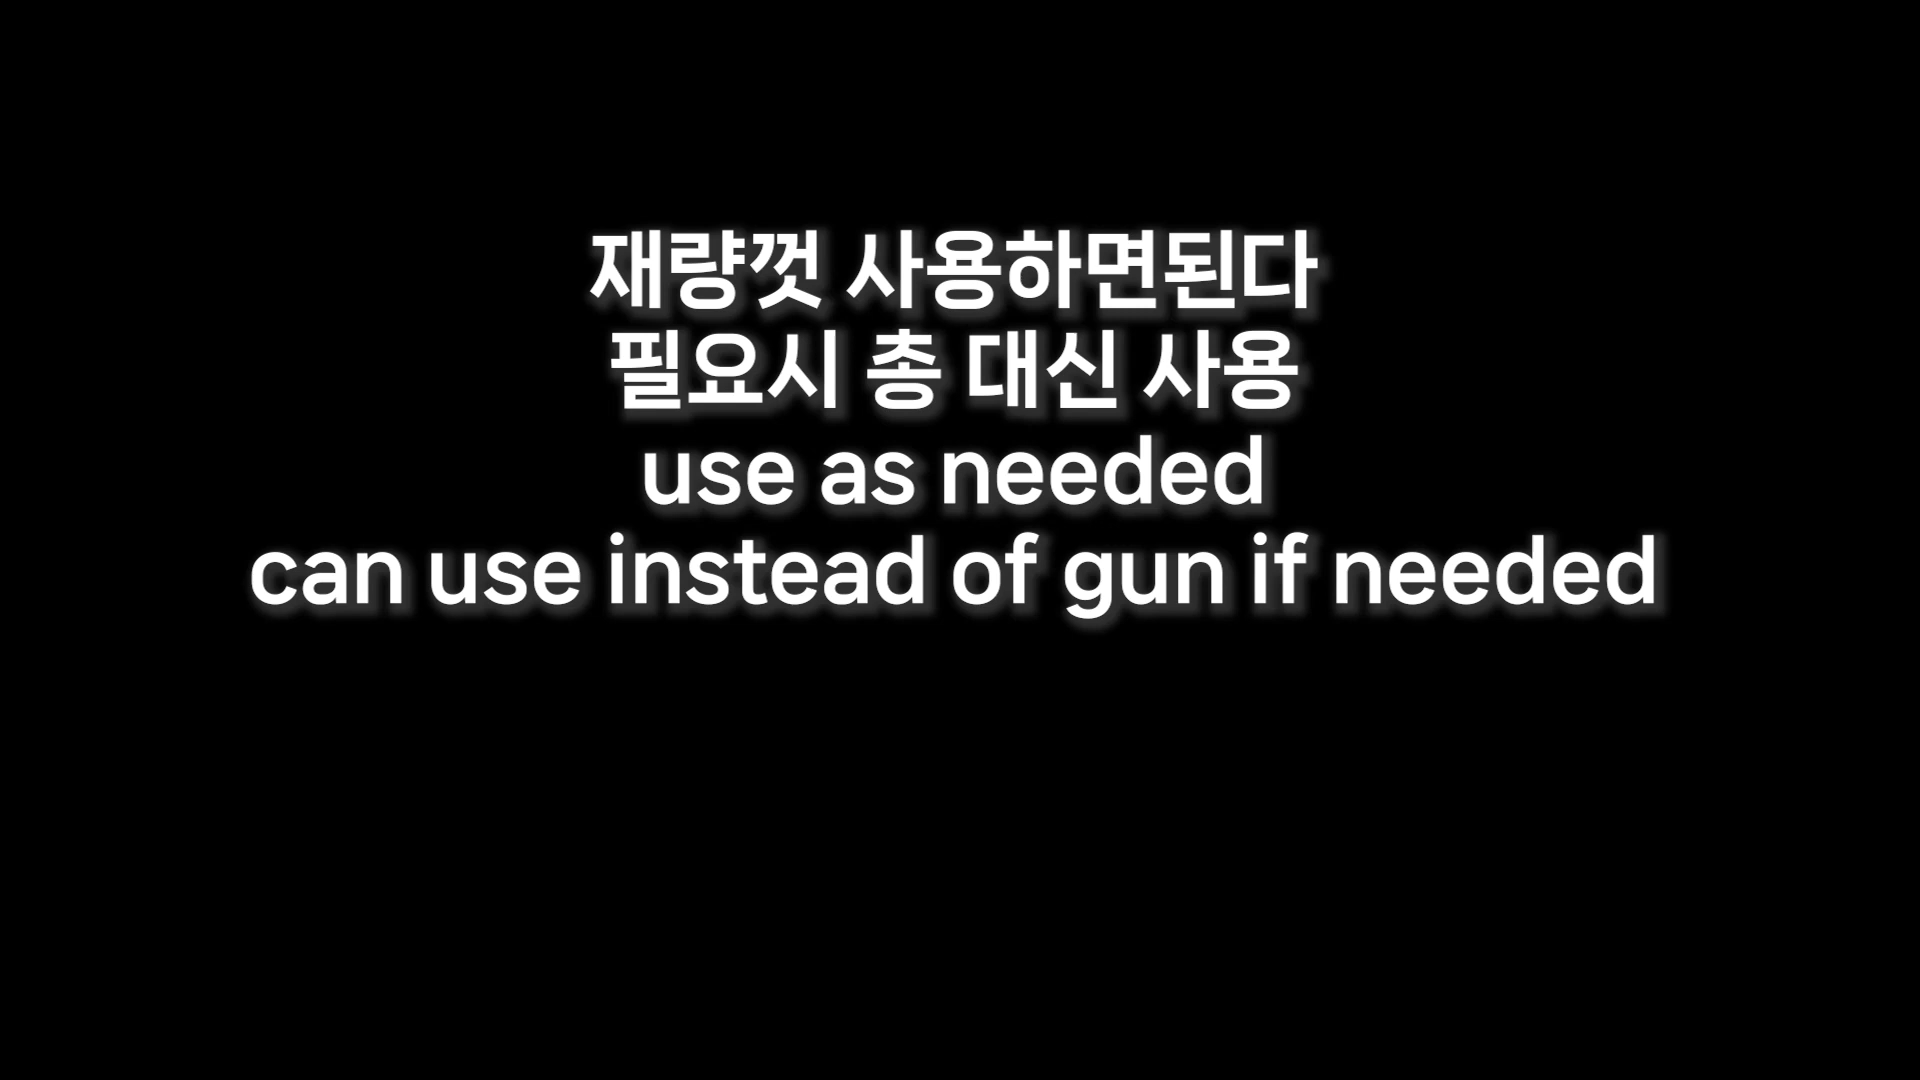 재량껏 사용하면된다
필요시 총 대신 사용
use as needed
can use instead of gun if needed